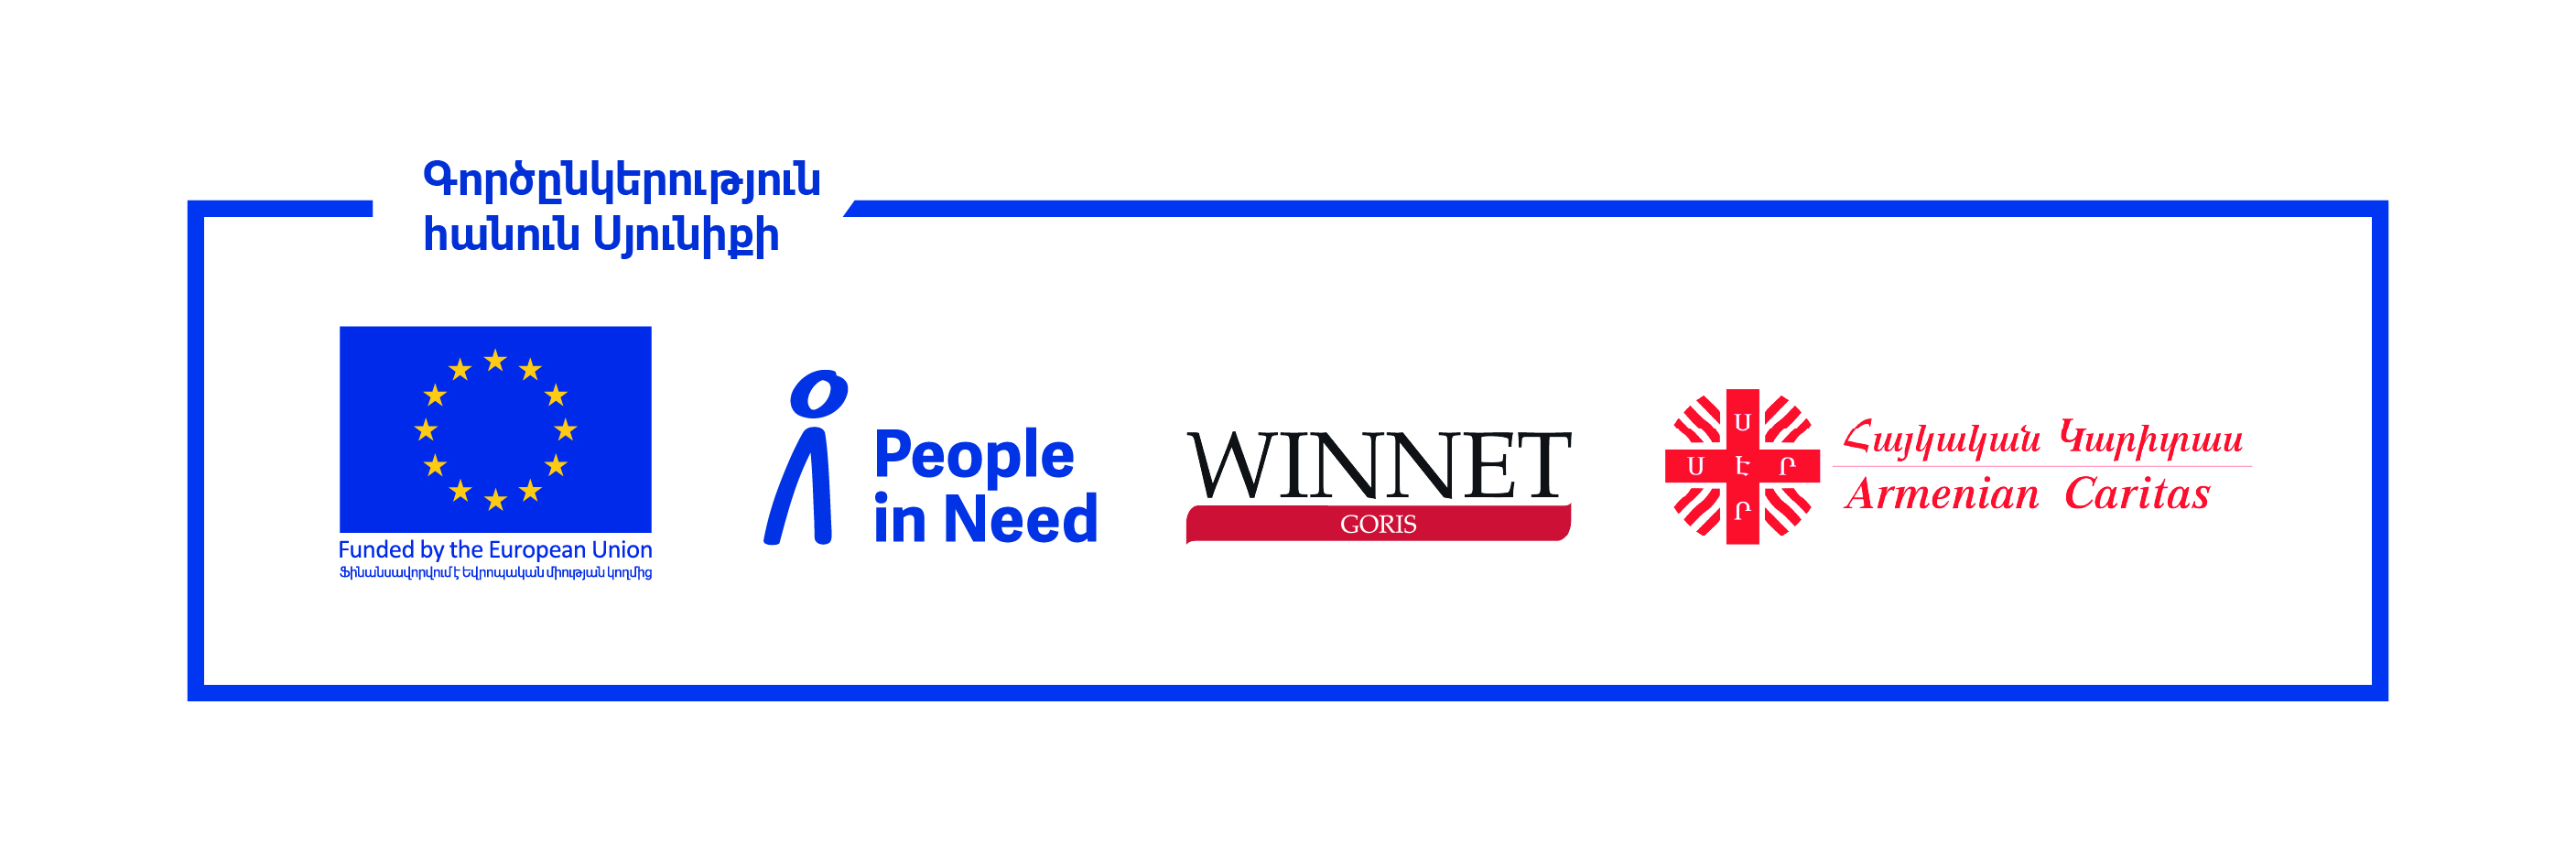 Գործընկերություն
հանուն Սյունիքի
Funded by the European Union
Ֆինանսավորվում է Եվրոպական միության կողմից
People
in Need
WINNET
GORIS
Ս
Ս Է Ր
Ր
Հայկական Կարիտաս
Armenian Caritas